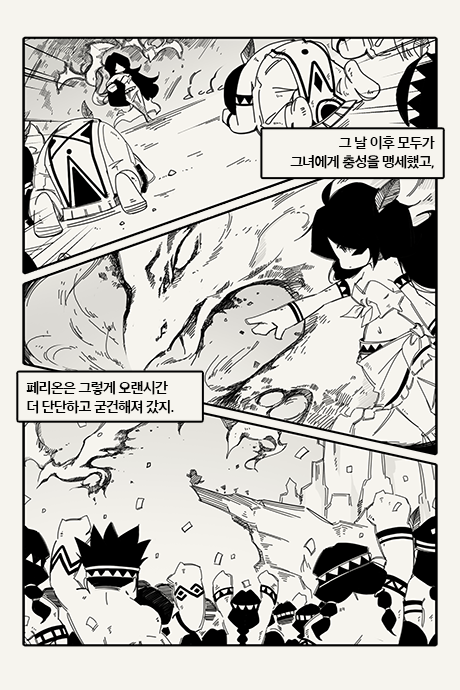 그 날 이후 모두가
그녀에게 충성을 맹세했고,
페리온은 그렇게 오랜시간
더 단단하고 굳건해져 갔지.